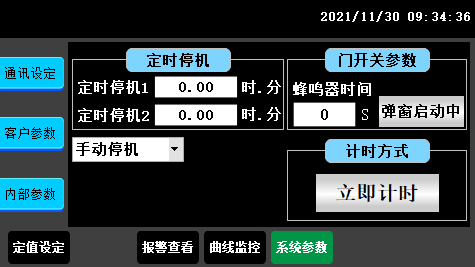 2021/11/30 09:34:36
通讯设定
客户参数
内部参数
定时停机
定时停机1 0.00 时.分
定时停机2 0.00 时.分
手动停机
门开关参数
蜂鸣器时间
0 S 弹窗启动中
计时方式
立即计时
定值设定 报警查看 曲线监控 系统参数